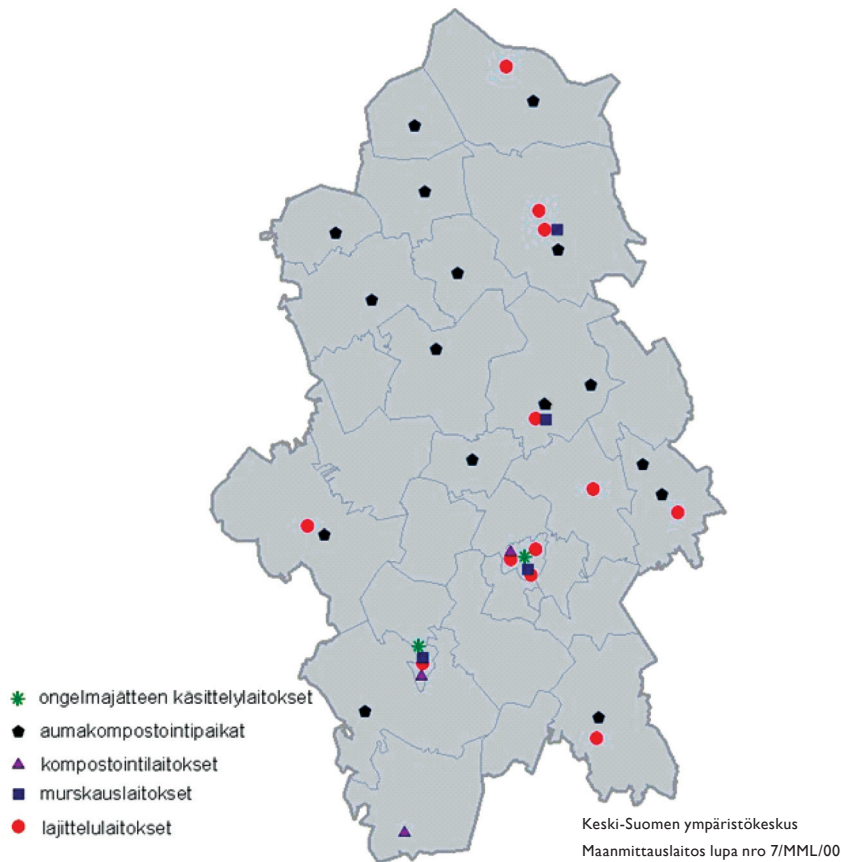 ongelmajätteen käsittelylaitokset
aumakompostointipaikat
kompostointilaitokset
murskauslaitokset
lajittelulaitokset
Keski-Suomen ympäristökeskus
Maanmittauslaitos lupa nro 7/MML/00